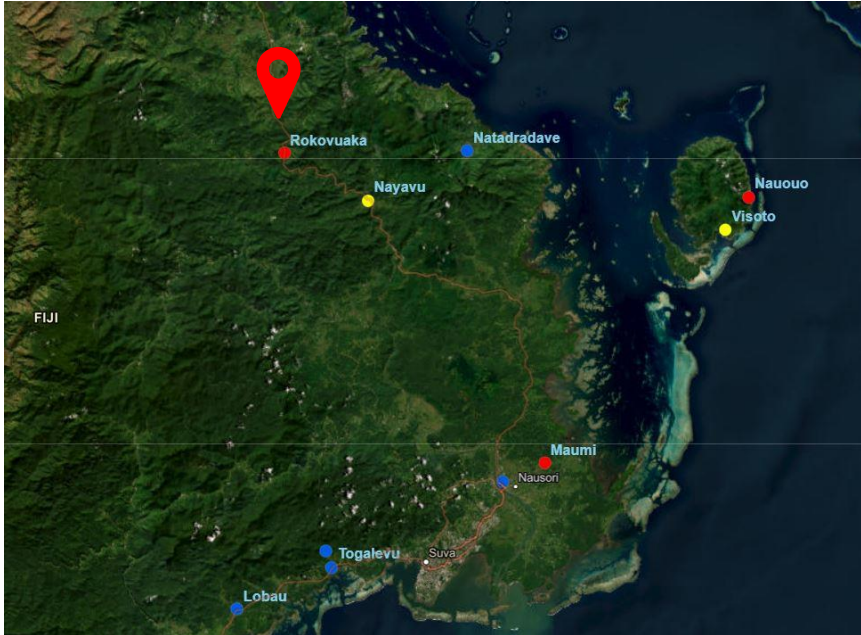 Rokovuaka
Natadradave
Nayavu
Nauouo
Visoto
FIJI
Maumi
Nausori
Togalevu
Suva
Lobau